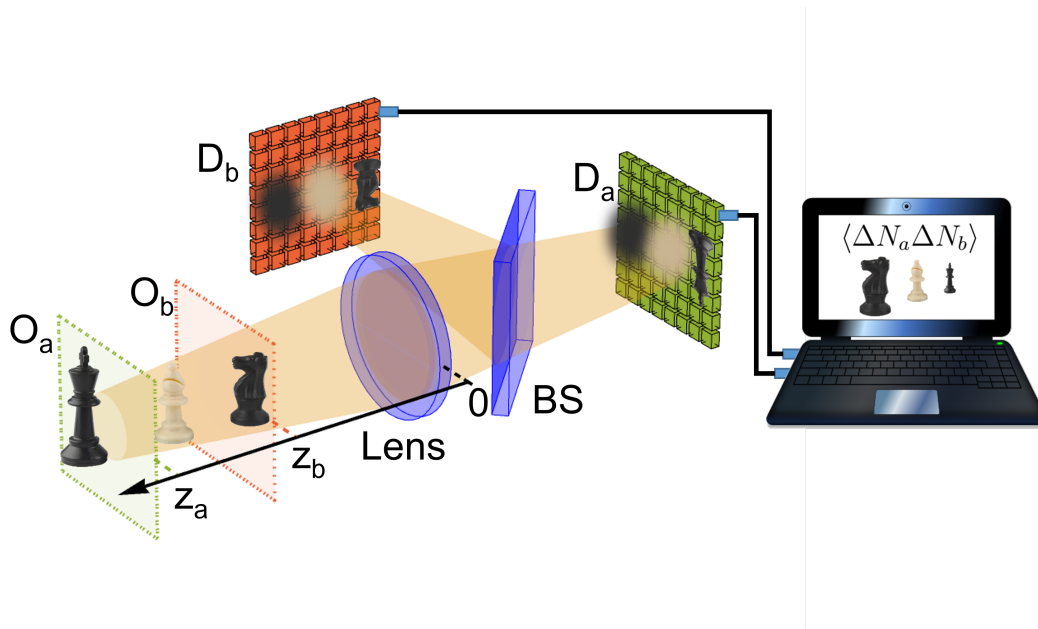 D_b
D_a
⟨ΔN_aΔN_b⟩
O_b
O_a
0
BS
Lens
z_b
z_a